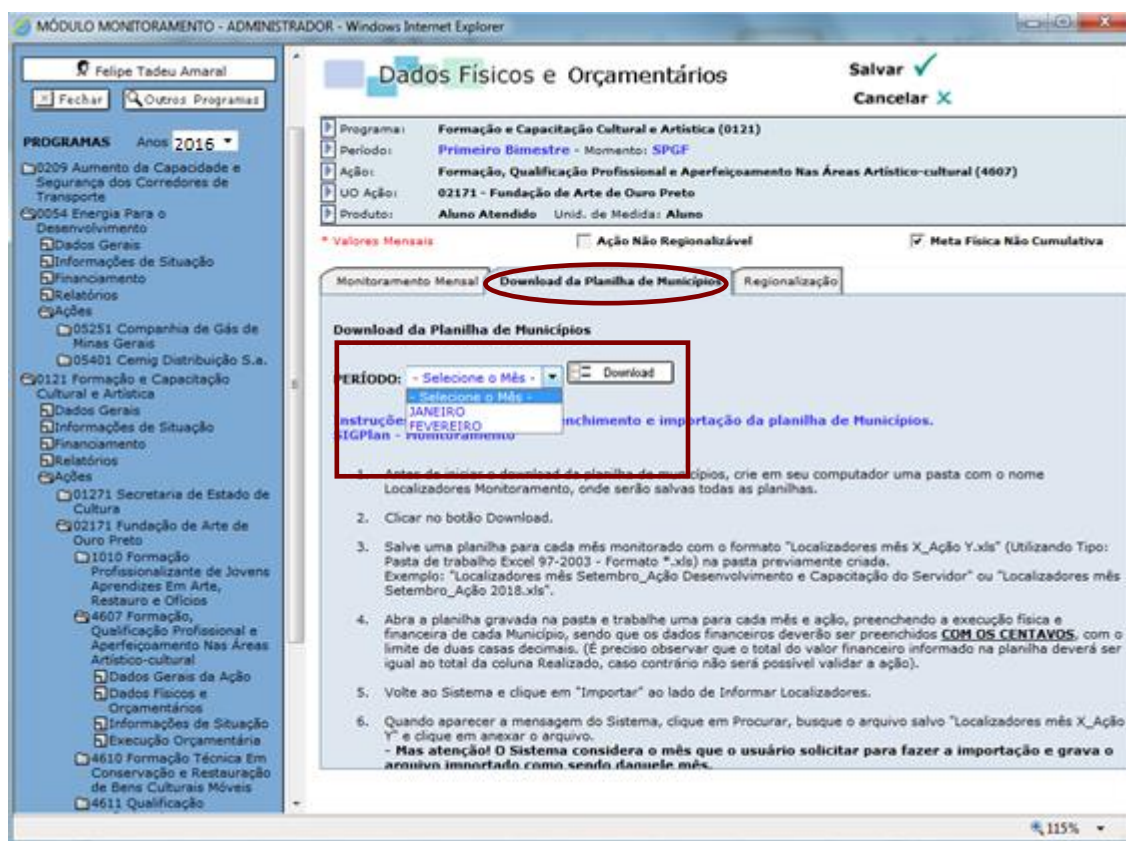 MÓDULO MONITORAMENTO - ADMINISTRADOR - Windows Internet Explorer
Felipe Tadeu Amaral
Fechar
Outros Programas
PROGRAMAS Anos 2016
0209 Aumento da Capacidade e
Segurança dos Corredores de
Transporte
0054 Energia Para o
Desenvolvimento
Dados Gerais
Informações de Situação
Financiamento
Relatórios
Ações
05251 Companhia de Gás de
Minas Gerais
05401 Cemig Distribuição S.a.
0121 Formação e Capacitação
Cultural e Artística
Dados Gerais
Informações de Situação
Financiamento
Relatórios
Ações
01271 Secretaria de Estado de
Cultura
02171 Fundação de Arte de
Ouro Preto
1010 Formação
Profissionalizante de Jovens
Aprendizes Em Arte,
Restauro e Ofícios
4607 Formação,
Qualificação Profissional e
Aperfeiçoamento Nas Áreas
Artístico-cultural
Dados Gerais da Ação
Dados Físicos e
Orçamentários
Informações de Situação
Execução Orçamentária
4610 Formação Técnica Em
Conservação e Restauração
de Bens Culturais Móveis
4611 Qualificação
Dados Físicos e Orçamentários
Salvar
Cancelar
Programa: Formação e Capacitação Cultural e Artística (0121)
Período: Primeiro Bimestre - Momento: SPGF
Ação: Formação, Qualificação Profissional e Aperfeiçoamento Nas Áreas Artístico-cultural (4607)
UO Ação: 02171 - Fundação de Arte de Ouro Preto
Produto: Aluno Atendido Unid. de Medida: Aluno
* Valores Mensais Ação Não Regionalizável Meta Física Não Cumulativa
Monitoramento Mensal Download da Planilha de Municípios Regionalização
Download da Planilha de Municípios
PERÍODO: - Selecione o Mês - Download
- Selecione o Mês -
JANEIRO
FEVEREIRO
Instruções enchimento e importação da planilha de Municípios.
SIGPlan - Monitoramento
1. Antes de iniciar o download da planilha de municípios, crie em seu computador uma pasta com o nome
Localizadores Monitoramento, onde serão salvas todas as planilhas.
2. Clicar no botão Download.
3. Salve uma planilha para cada mês monitorado com o formato "Localizadores mês X_Ação Y.xls" (Utilizando Tipo:
Pasta de trabalho Excel 97-2003 - Formato *.xls) na pasta previamente criada.
Exemplo: "Localizadores mês Setembro_Ação Desenvolvimento e Capacitação do Servidor" ou "Localizadores mês
Setembro_Ação 2018.xls".
4. Abra a planilha gravada na pasta e trabalhe uma para cada mês e ação, preenchendo a execução física e
financeira de cada Município, sendo que os dados financeiros deverão ser preenchidos COM OS CENTAVOS, com o
limite de duas casas decimais. (É preciso observar que o total do valor financeiro informado na planilha deverá ser
igual ao total da coluna Realizado, caso contrário não será possível validar a ação).
5. Volte ao Sistema e clique em "Importar" ao lado de Informar Localizadores.
6. Quando aparecer a mensagem do Sistema, clique em Procurar, busque o arquivo salvo "Localizadores mês X_Ação
Y" e clique em anexar o arquivo.
- Mas atenção! O Sistema considera o mês que o usuário solicitar para fazer a importação e grava o
arquivo importado como sendo daquele mês.
115%